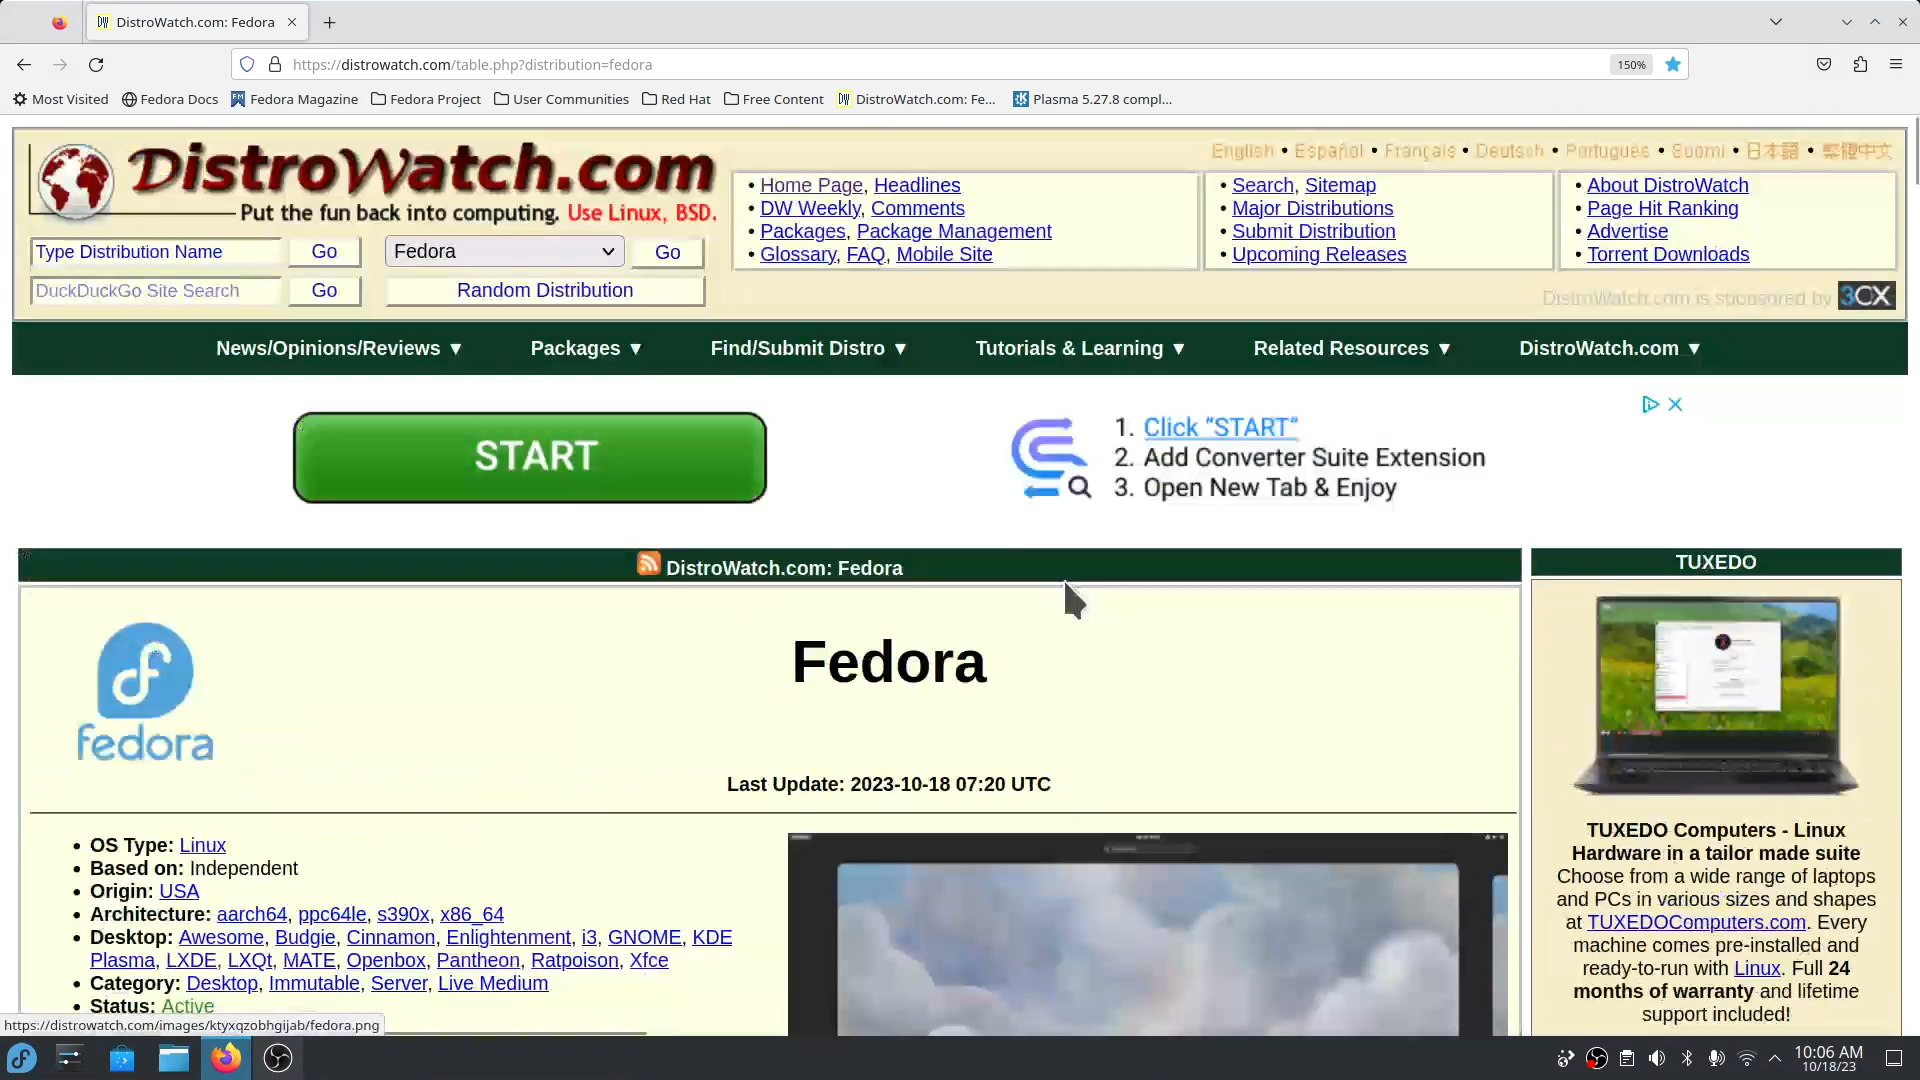 DistroWatch.com: Fedora
https://distrowatch.com/table.php?distribution=fedora
150%
Most Visited
Fedora Docs
Fedora Magazine
Fedora Project
User Communities
Red Hat
Free Content
DistroWatch.com: Fe...
Plasma 5.27.8 compl...
DistroWatch.com
Put the fun back into computing. Use Linux, BSD.
English • Español • Français • Deutsch • Português • Suomi • 日本語 • 繁體中文
Type Distribution Name
Go
Fedora
Go
DuckDuckGo Site Search
Go
Random Distribution
• Home Page, Headlines
• DW Weekly, Comments
• Packages, Package Management
• Glossary, FAQ, Mobile Site
• Search, Sitemap
• Major Distributions
• Submit Distribution
• Upcoming Releases
• About DistroWatch
• Page Hit Ranking
• Advertise
• Torrent Downloads
DistroWatch.com is sponsored by 3CX
News/Opinions/Reviews ▼
Packages ▼
Find/Submit Distro ▼
Tutorials & Learning ▼
Related Resources ▼
DistroWatch.com ▼
START
1. Click “START”
2. Add Converter Suite Extension
3. Open New Tab & Enjoy
DistroWatch.com: Fedora
fedora
Fedora
Last Update: 2023-10-18 07:20 UTC
• OS Type: Linux
• Based on: Independent
• Origin: USA
• Architecture: aarch64, ppc64le, s390x, x86_64
• Desktop: Awesome, Budgie, Cinnamon, Enlightenment, i3, GNOME, KDE
Plasma, LXDE, LXQt, MATE, Openbox, Pantheon, Ratpoison, Xfce
• Category: Desktop, Immutable, Server, Live Medium
• Status: Active
TUXEDO
TUXEDO Computers - Linux
Hardware in a tailor made suite
Choose from a wide range of laptops
and PCs in various sizes and shapes
at TUXEDOComputers.com. Every
machine comes pre-installed and
ready-to-run with Linux. Full 24
months of warranty and lifetime
support included!
https://distrowatch.com/images/ktyxqzobhgijab/fedora.png
10:06 AM
10/18/23